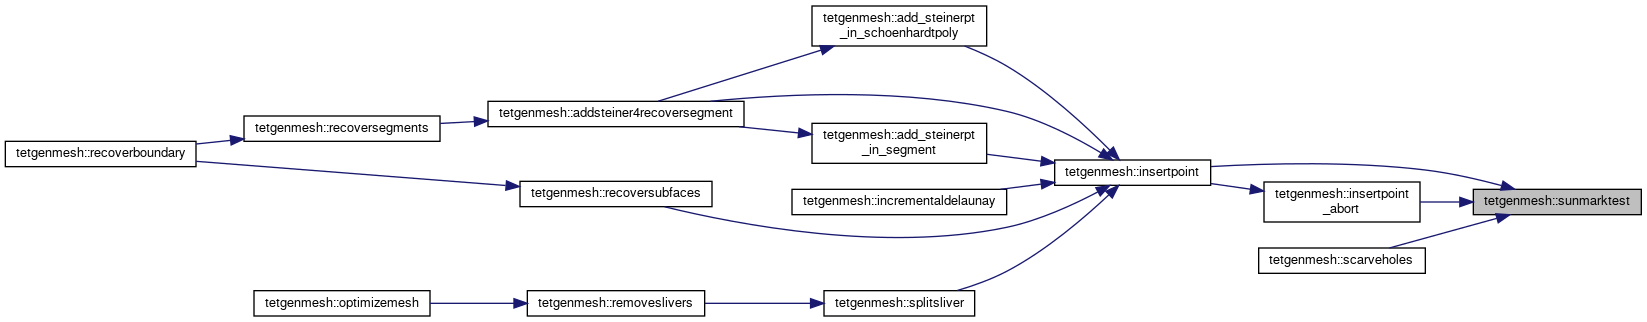 tetgenmesh::add_steinerpt
_in_schoenhardtpoly
tetgenmesh::addsteiner4recoversegment
tetgenmesh::recoversegments
tetgenmesh::add_steinerpt
_in_segment
tetgenmesh::recoverboundary
tetgenmesh::insertpoint
tetgenmesh::recoversubfaces
tetgenmesh::incrementaldelaunay
tetgenmesh::insertpoint
_abort
tetgenmesh::sunmarktest
tetgenmesh::scarveholes
tetgenmesh::optimizemesh
tetgenmesh::removeslivers
tetgenmesh::splitsliver